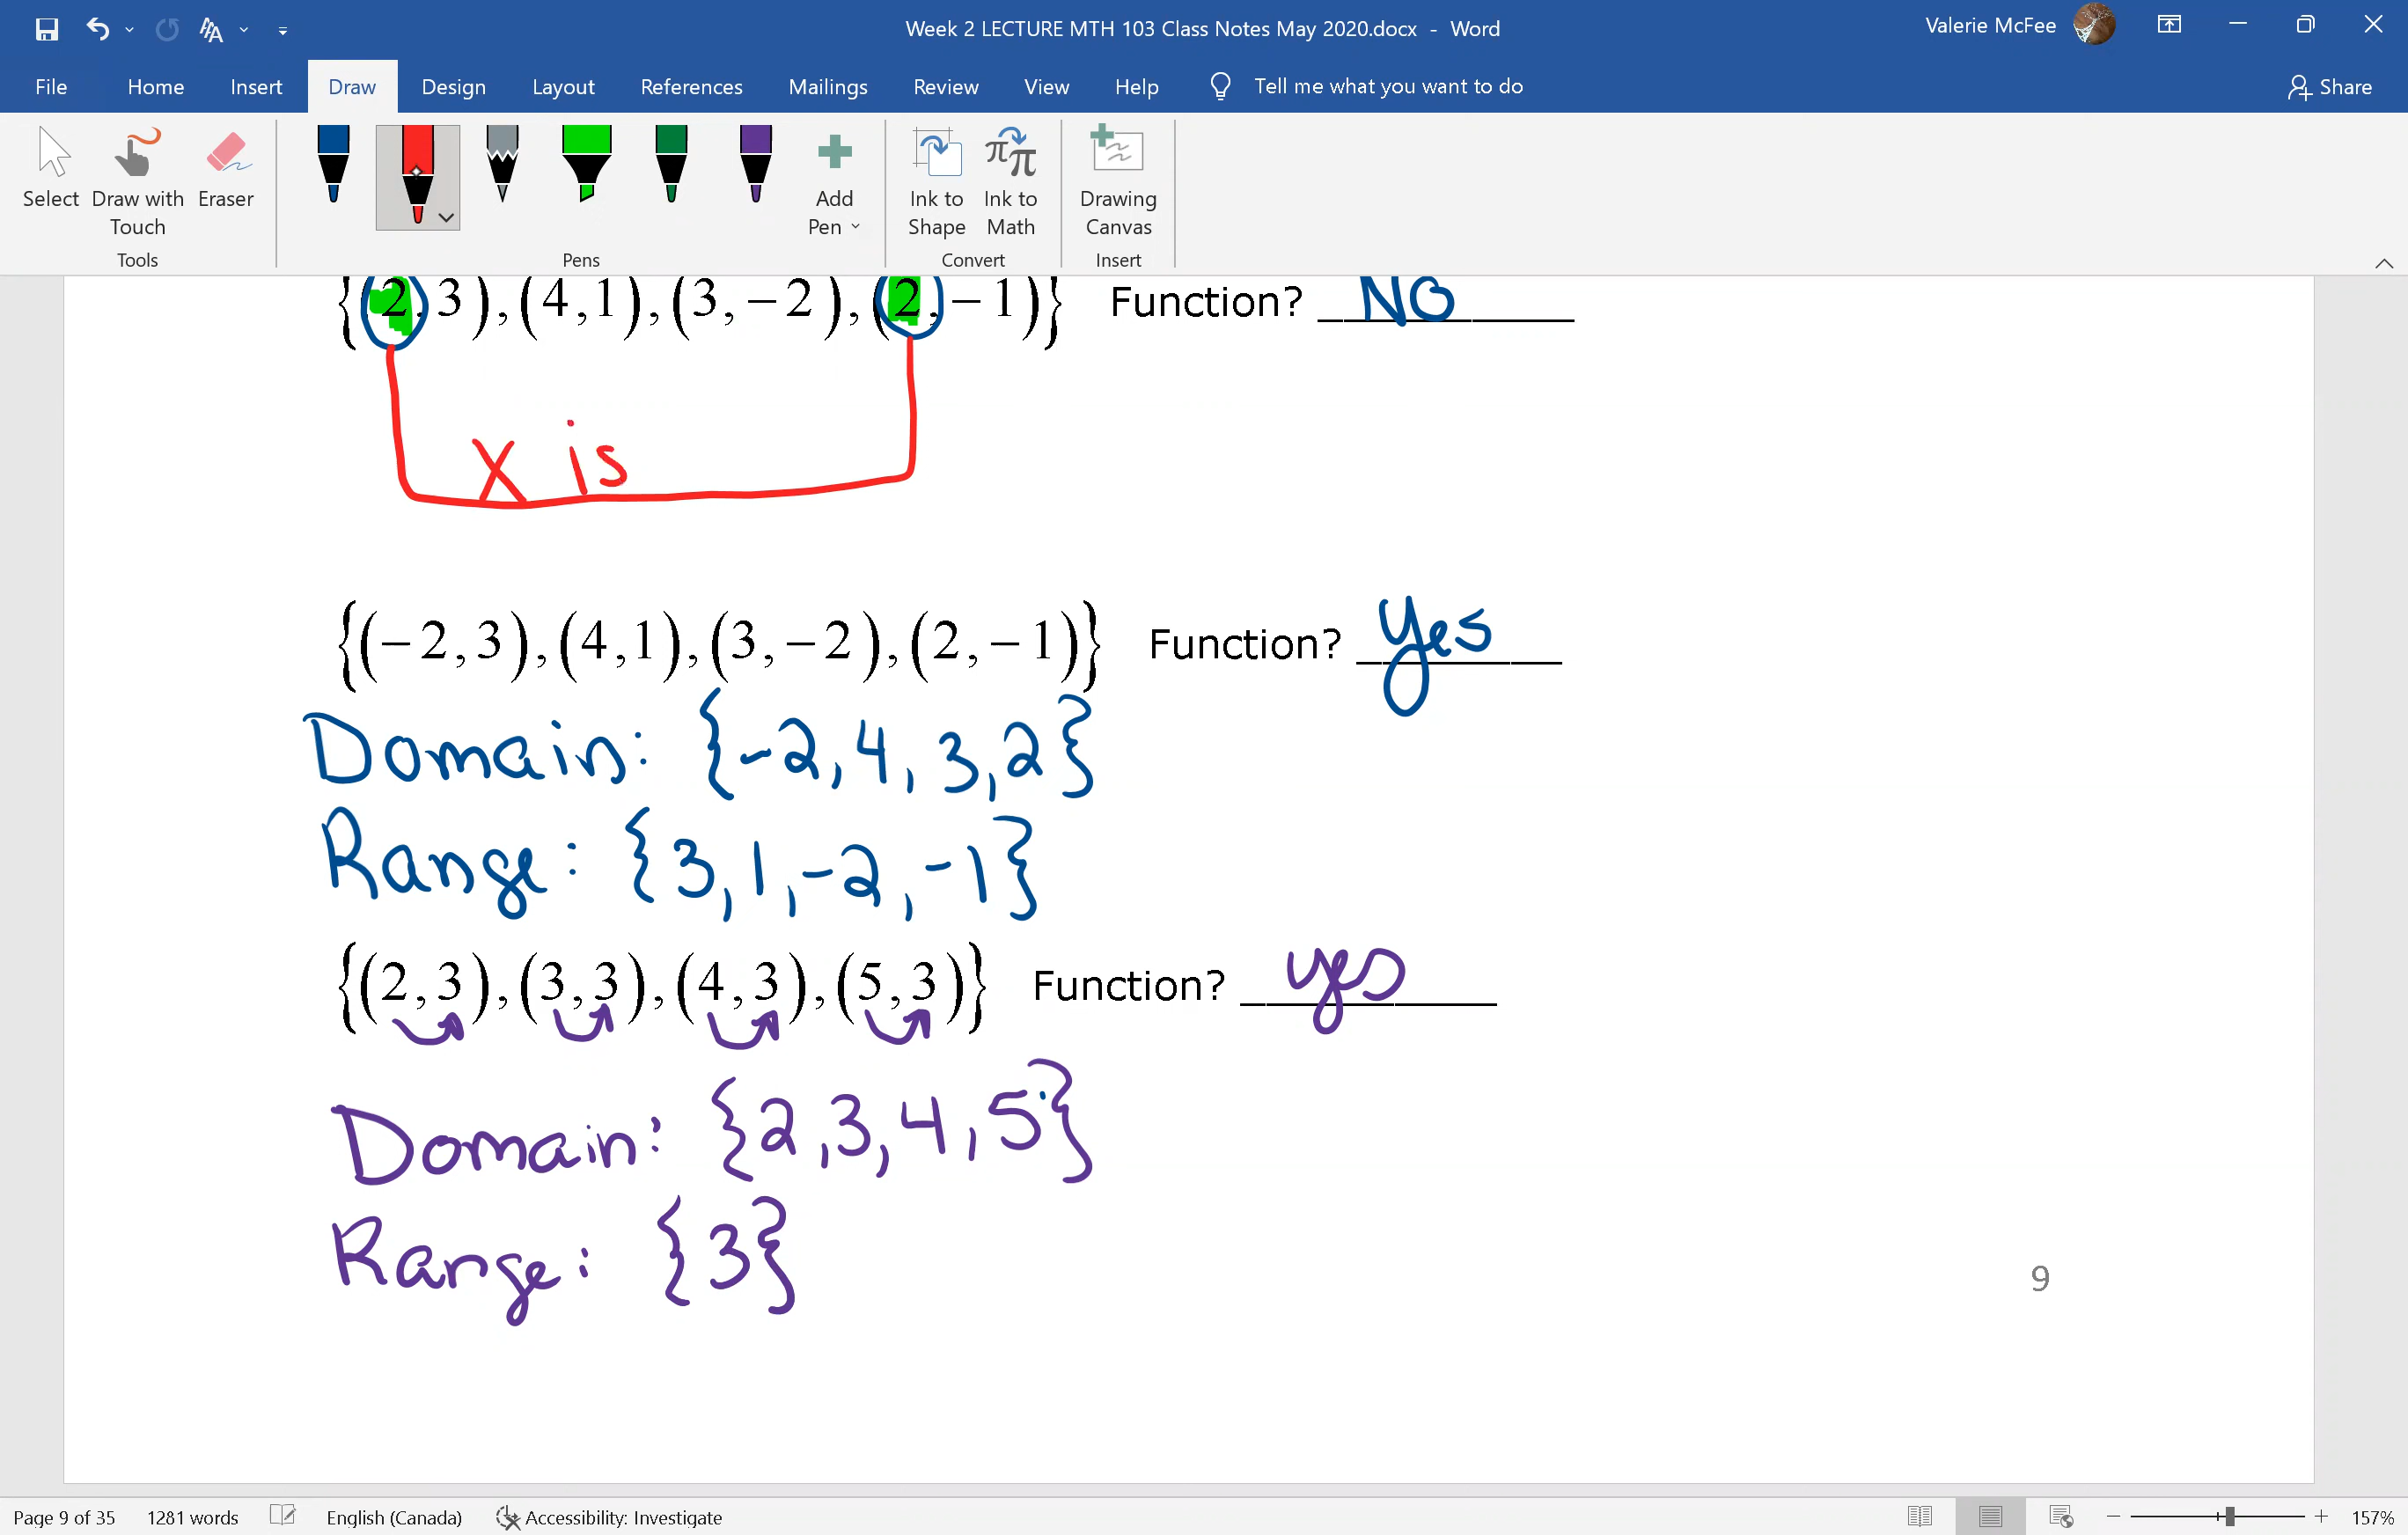 Week 2 LECTURE MTH 103 Class Notes May 2020.docx - Word
Valerie McFee
File Home Insert Draw Design Layout References Mailings Review View Help Tell me what you want to do Share
Select Draw with Touch Eraser
Add Pen
Ink to Shape Ink to Math
Drawing Canvas
Tools Pens Convert Insert
{(2,3),(4,1),(3,−2),(2,−1)} Function? NO
X is
{(−2,3),(4,1),(3,−2),(2,−1)} Function? yes
Domain: {-2,4,3,2}
Range: {3,1,-2,-1}
{(2,3),(3,3),(4,3),(5,3)} Function? yes
Domain: {2,3,4,5}
Range: {3}
9
Page 9 of 35 1281 words English (Canada) Accessibility: Investigate 157%